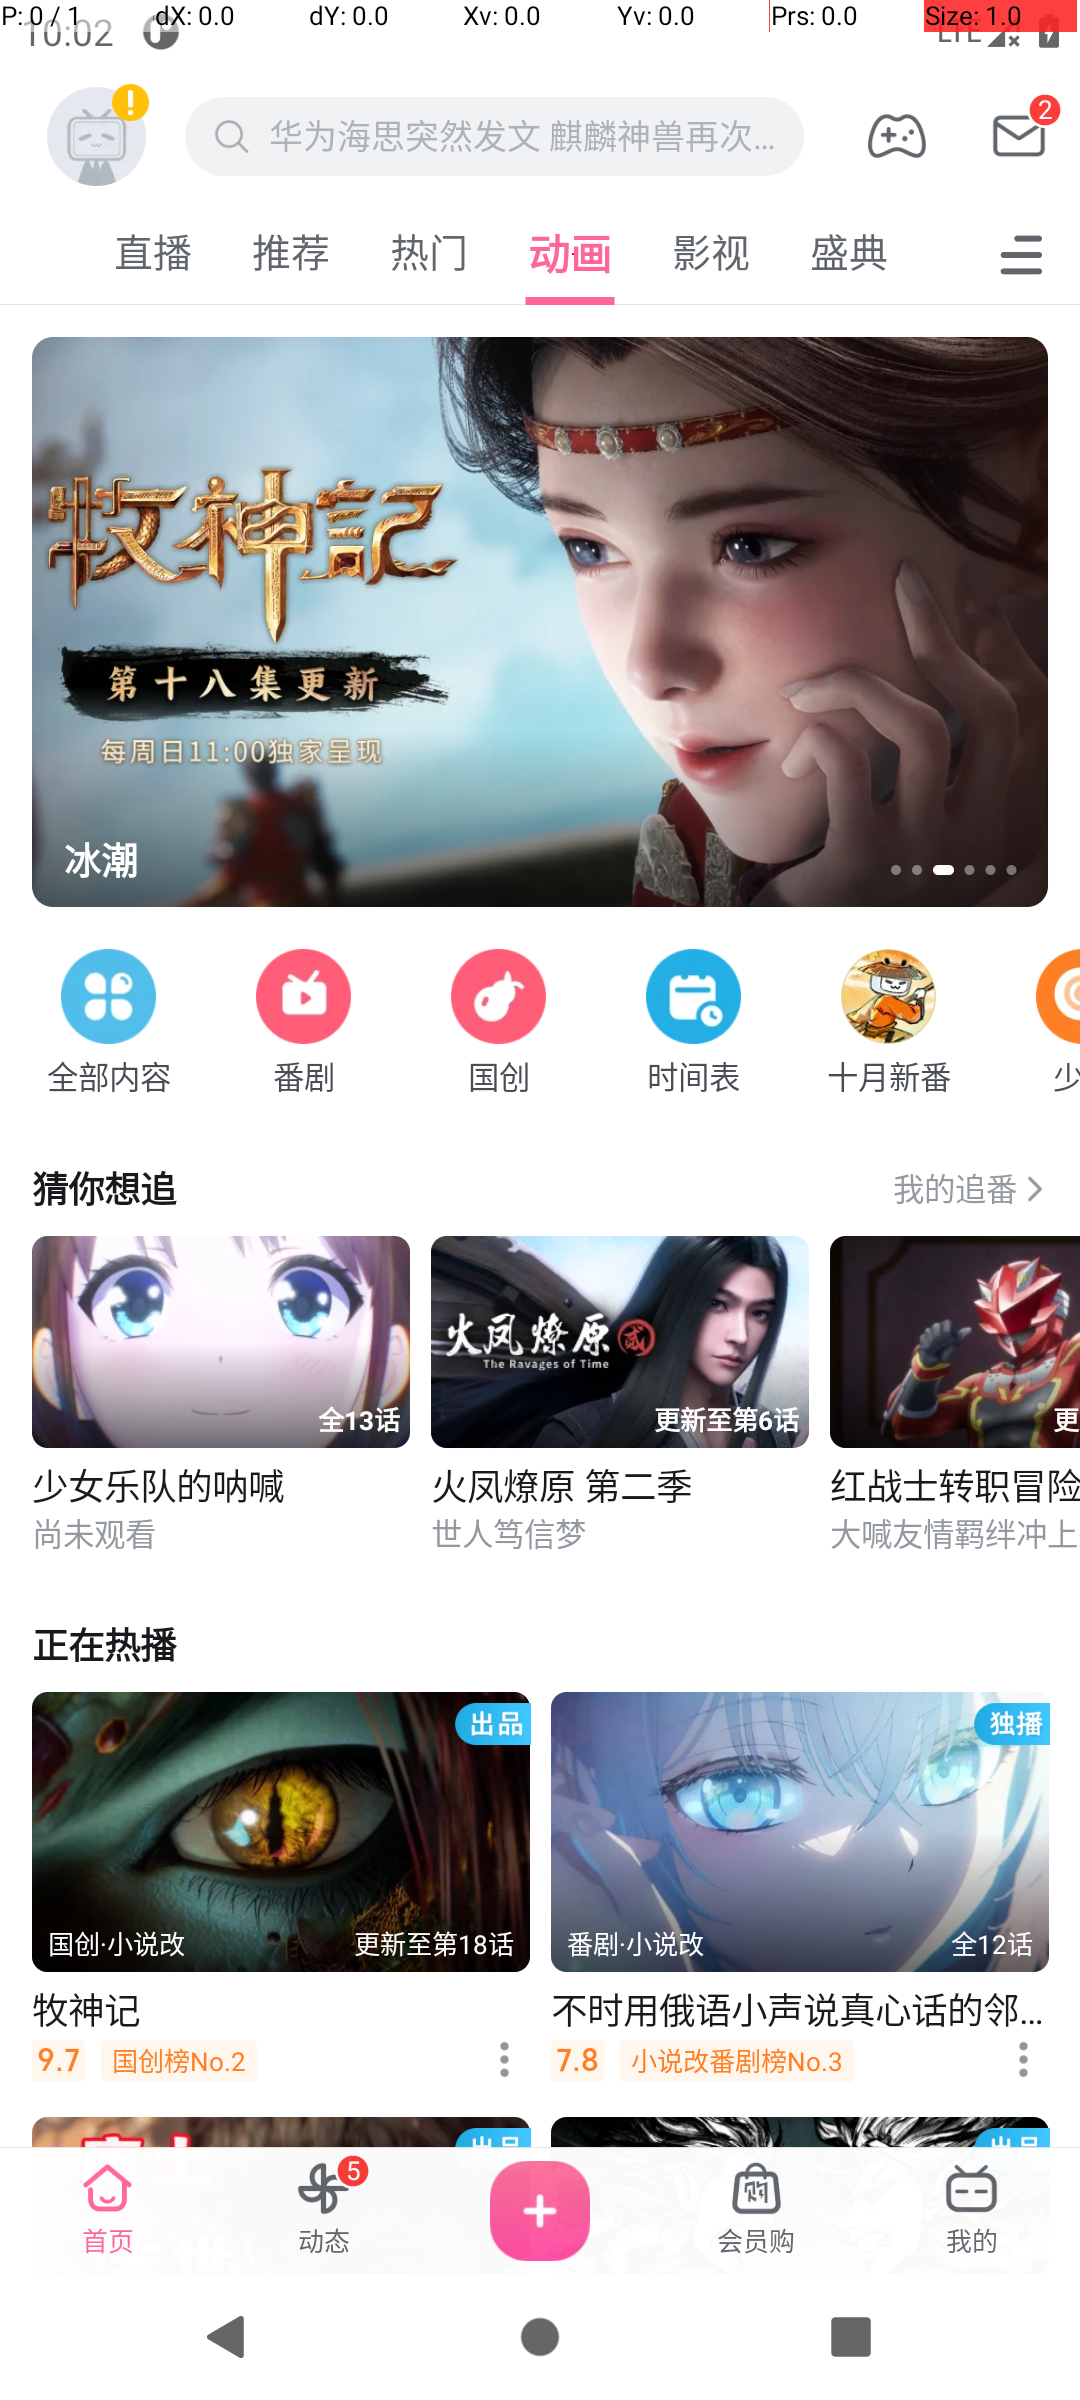 P: 0 / 1 dX: 0.0 dY: 0.0 Xv: 0.0 Yv: 0.0 Prs: 0.0 Size: 1.0
10:02 LTE
华为海思突然发文 麒麟神兽再次... 2
直播 推荐 热门 动画 影视 盛典
牧神記
第十八集更新
每周日11:00独家呈现
冰潮
全部内容 番剧 国创 时间表 十月新番 少
猜你想追 我的追番
火凤燎原 贰
The Ravages of Time
全13话 更新至第6话 更
少女乐队的呐喊 火凤燎原 第二季 红战士转职冒险
尚未观看 世人笃信梦 大喊友情羁绊冲上
正在热播
出品 独播
国创·小说改 更新至第18话 番剧·小说改 全12话
牧神记 不时用俄语小声说真心话的邻...
9.7 国创榜No.2 7.8 小说改番剧榜No.3
出品 出品
5
首页 动态 会员购 我的